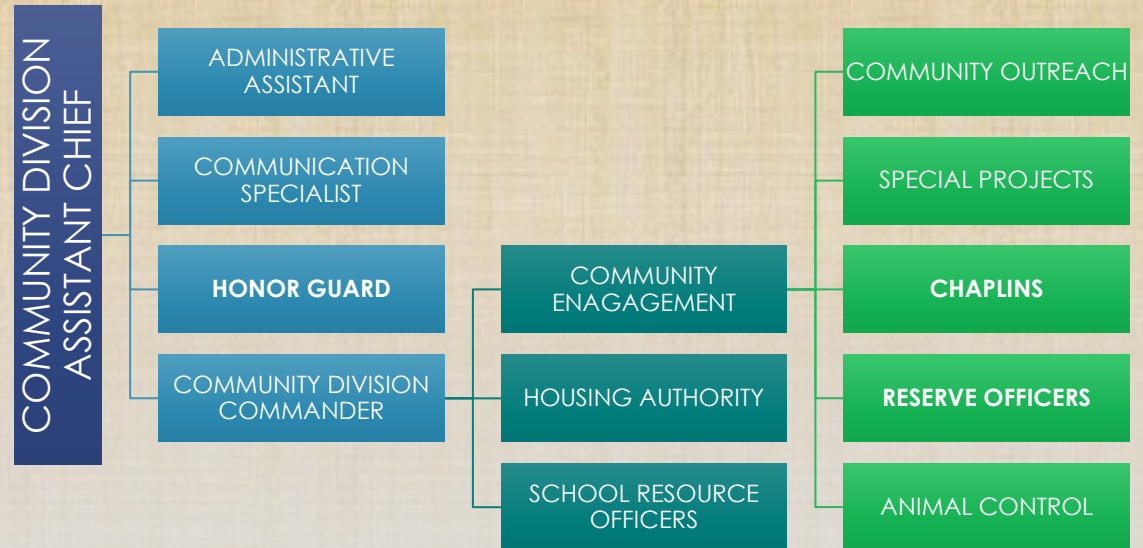 COMMUNITY DIVISION
ASSISTANT CHIEF
ADMINISTRATIVE
ASSISTANT
COMMUNICATION
SPECIALIST
HONOR GUARD
COMMUNITY DIVISION
COMMANDER
COMMUNITY
ENAGAGEMENT
HOUSING AUTHORITY
SCHOOL RESOURCE
OFFICERS
COMMUNITY OUTREACH
SPECIAL PROJECTS
CHAPLINS
RESERVE OFFICERS
ANIMAL CONTROL